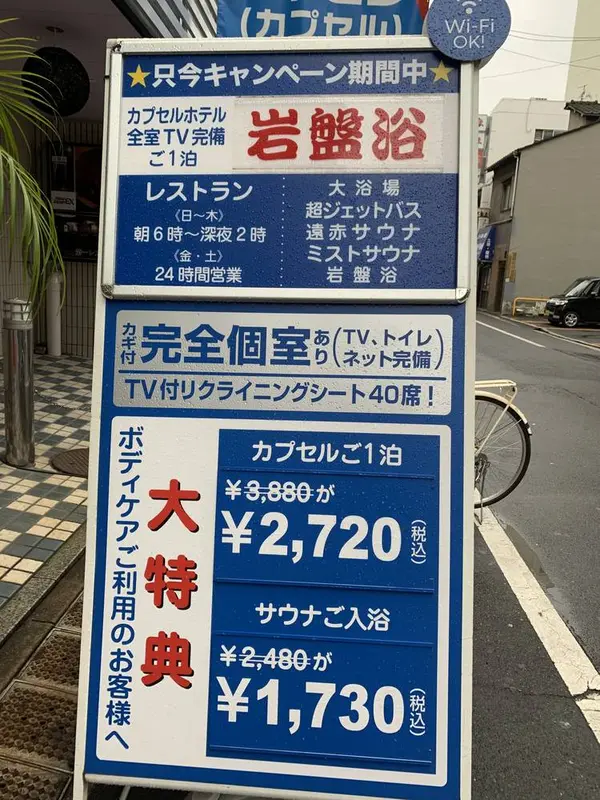 (カプセル)
Wi-Fi
OK!
★只今キャンペーン期間中★
カプセルホテル
全室TV完備
ご1泊
岩盤浴
レストラン
《日～木》
朝6時～深夜2時
《金・土》
24時間営業
大浴場
超ジェットバス
遠赤サウナ
ミストサウナ
岩盤浴
カギ付 完全個室あり(TV、トイレ
ネット完備)
TV付リクライニングシート40席!
ボディケアご利用のお客様へ
大特典
カプセルご1泊
¥3,880が
¥2,720(税込)
サウナご入浴
¥2,480が
¥1,730(税込)